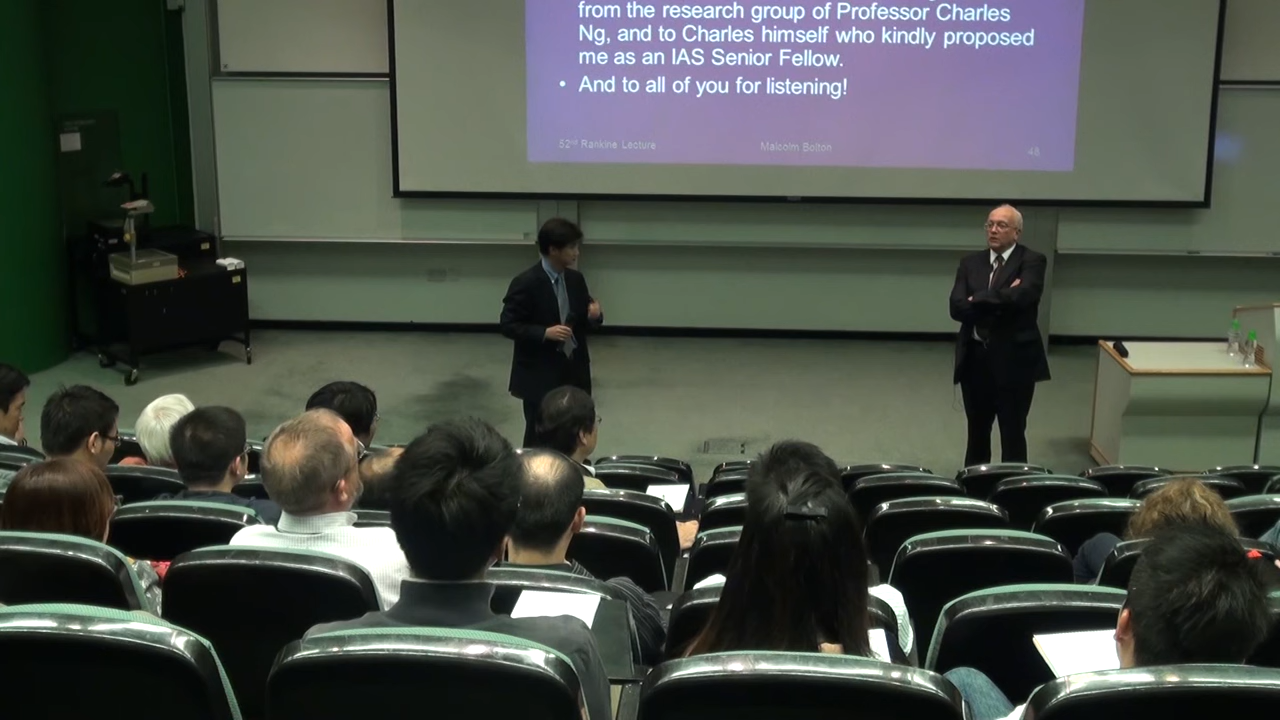 from the research group of Professor Charles
Ng, and to Charles himself who kindly proposed
me as an IAS Senior Fellow.
• And to all of you for listening!
52nd Rankine Lecture Malcolm Bolton 48